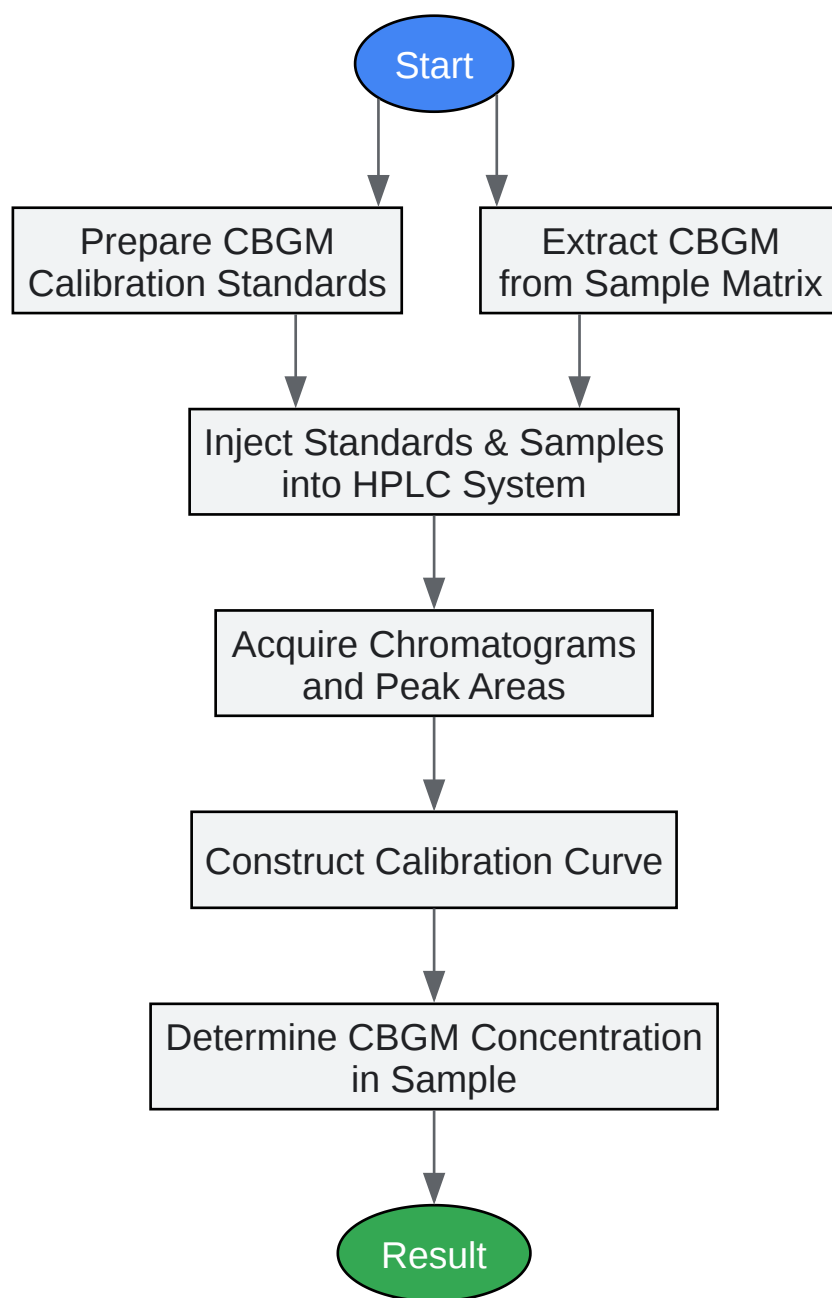 Start
Prepare CBGM
Calibration Standards
Extract CBGM
from Sample Matrix
Inject Standards & Samples
into HPLC System
Acquire Chromatograms
and Peak Areas
Construct Calibration Curve
Determine CBGM Concentration
in Sample
Result